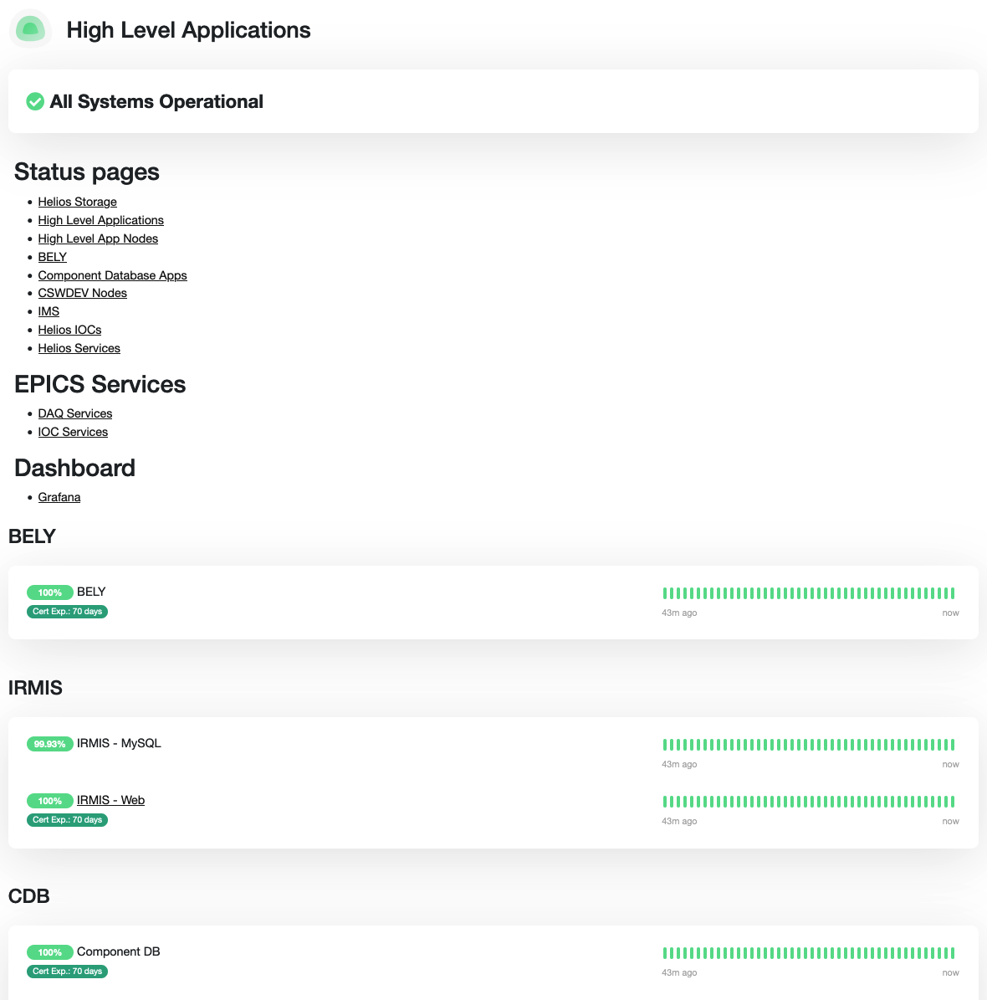 High Level Applications
All Systems Operational
Status pages
Helios Storage
High Level Applications
High Level App Nodes
BELY
Component Database Apps
CSWDEV Nodes
IMS
Helios IOCs
Helios Services
EPICS Services
DAQ Services
IOC Services
Dashboard
Grafana
BELY
100% BELY
Cert Exp.: 70 days
43m ago now
IRMIS
99.93% IRMIS - MySQL
43m ago now
100% IRMIS - Web
Cert Exp.: 70 days
43m ago now
CDB
100% Component DB
Cert Exp.: 70 days
43m ago now